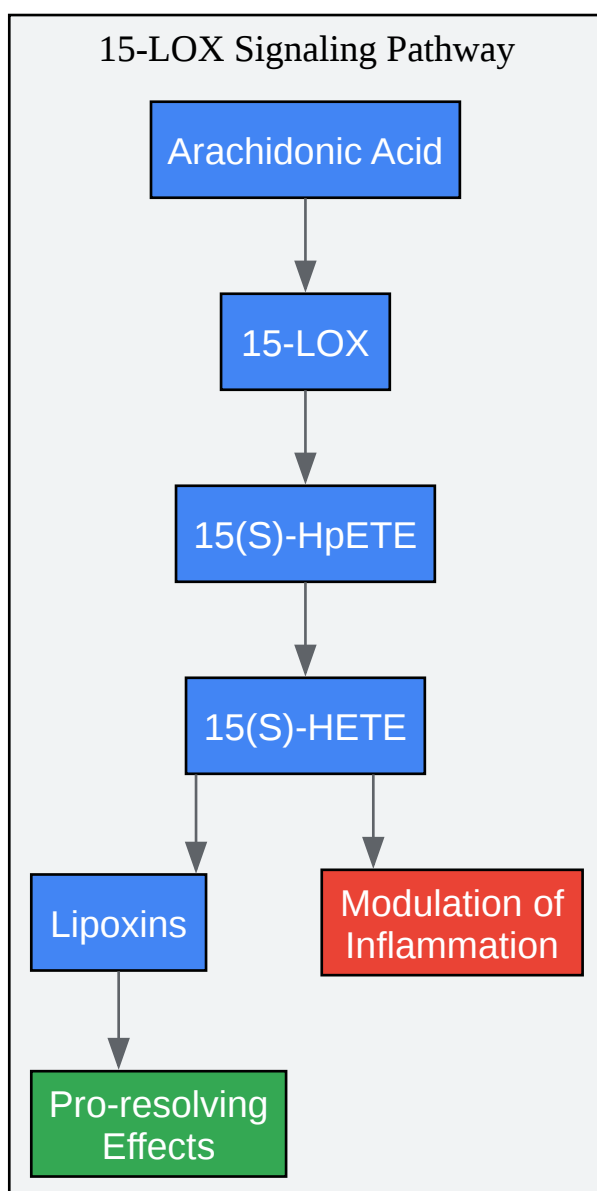 15-LOX Signaling Pathway
Arachidonic Acid
15-LOX
15(S)-HpETE
15(S)-HETE
Lipoxins
Modulation of
Inflammation
Pro-resolving
Effects